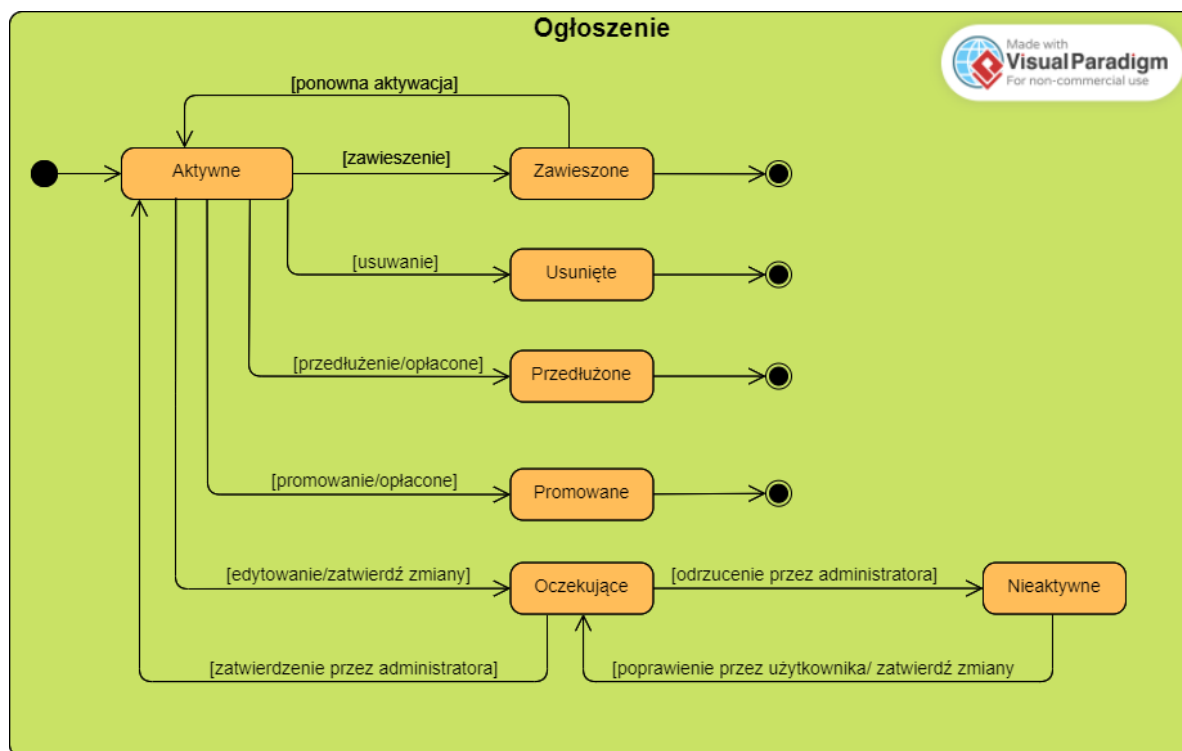 Ogłoszenie
Made with
Visual Paradigm
For non-commercial use
[ponowna aktywacja]
Aktywne
[zawieszenie]
Zawieszone
[usuwanie]
Usunięte
[przedłużenie/opłacone]
Przedłużone
[promowanie/opłacone]
Promowane
[edytowanie/zatwierdź zmiany]
Oczekujące
[odrzucenie przez administratora]
Nieaktywne
[zatwierdzenie przez administratora]
[poprawienie przez użytkownika/ zatwierdź zmiany